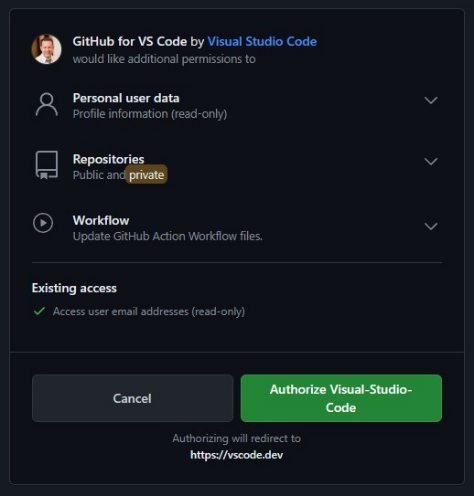 GitHub for VS Code by Visual Studio Code
would like additional permissions to
Personal user data
Profile information (read-only)
Repositories
Public and private
Workflow
Update GitHub Action Workflow files.
Existing access
Access user email addresses (read-only)
Cancel
Authorize Visual-Studio-
Code
Authorizing will redirect to
https://vscode.dev